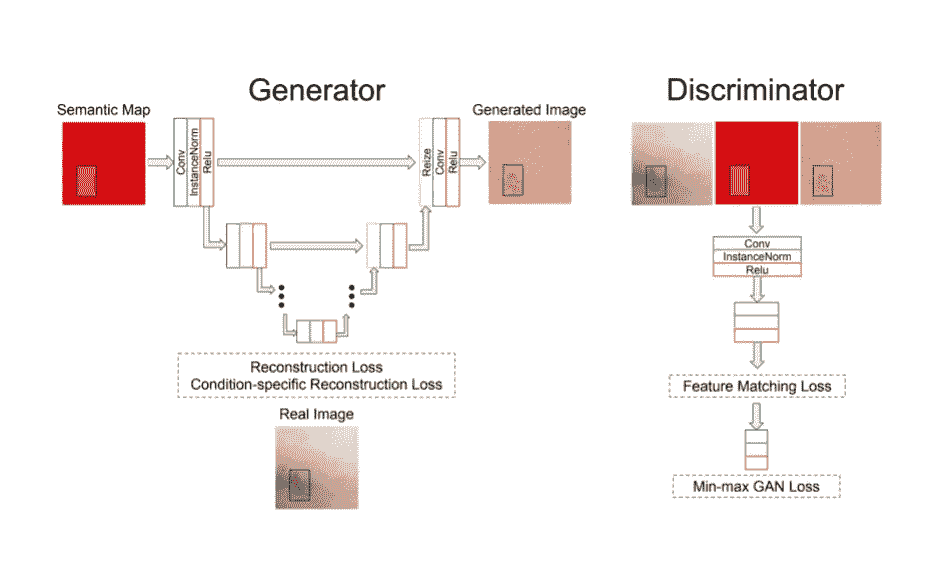 Generator
Discriminator
Semantic Map
Generated Image
Conv
InstanceNorm
Relu
Reize
Conv
Relu
Conv
InstanceNorm
Relu
Reconstruction Loss
Condition-specific Reconstruction Loss
Real Image
Feature Matching Loss
Min-max GAN Loss